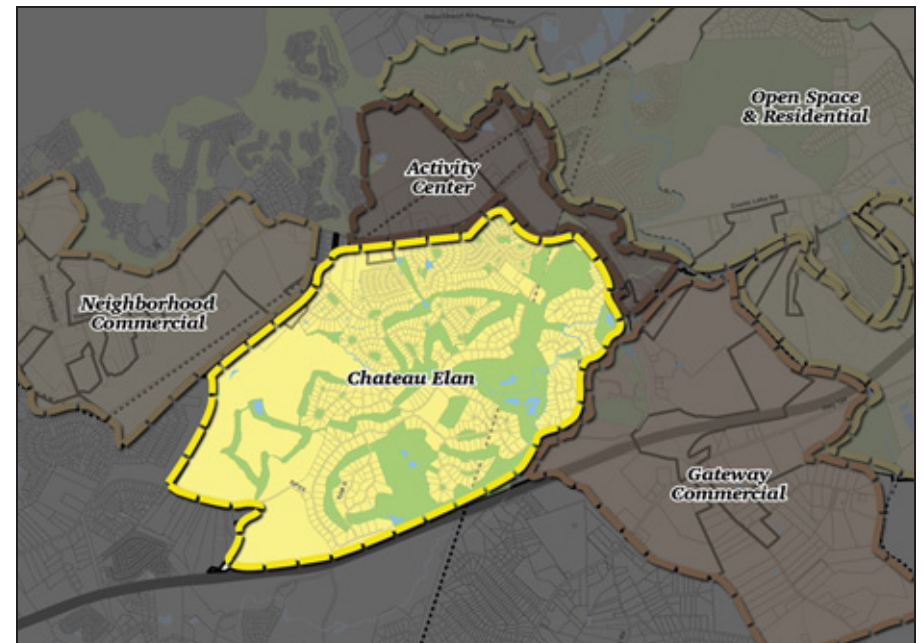 Open Space
& Residential
Activity
Center
Neighborhood
Commercial
Chateau Elan
Gateway
Commercial